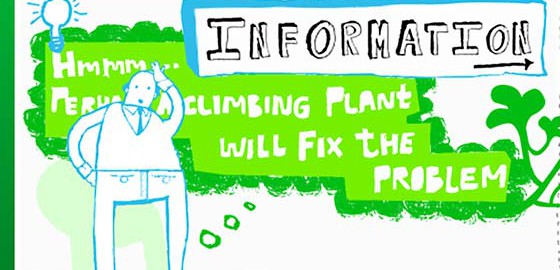 INFORMATION
Hmmm...
CLIMBING PLANT
WILL FIX THE
PROBLEM